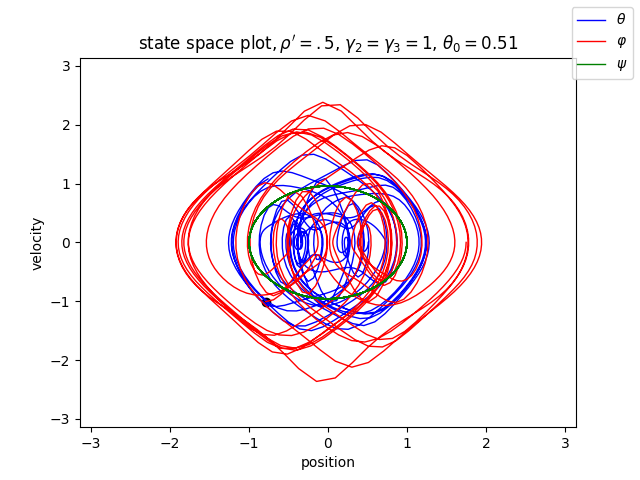 state space plot, ρ′ = .5, γ₂ = γ₃ = 1, θ₀ = 0.51
θ
φ
ψ
3
2
1
0
−1
−2
−3
velocity
−3 −2 −1 0 1 2 3
position